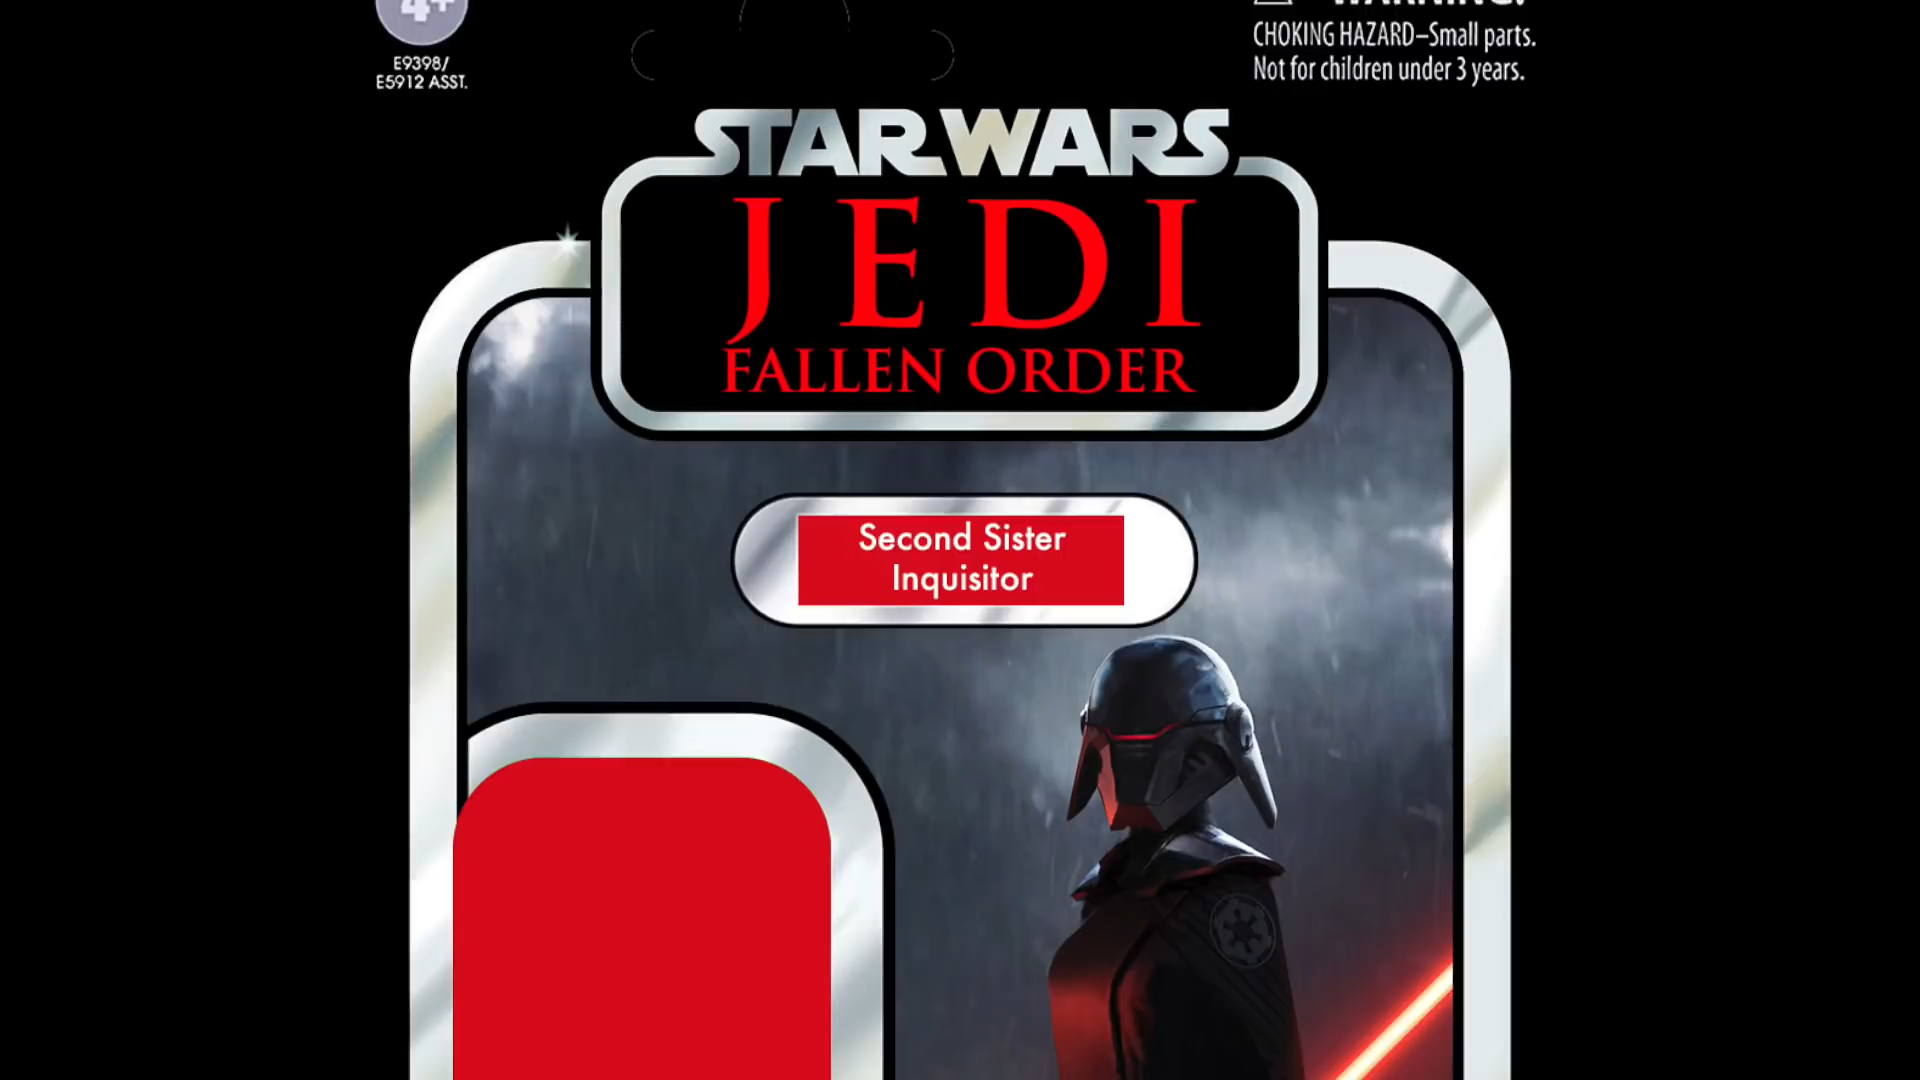 4+
E9398/
E5912 ASST.
WARNING:
CHOKING HAZARD–Small parts.
Not for children under 3 years.
STAR WARS
JEDI
FALLEN ORDER
Second Sister
Inquisitor